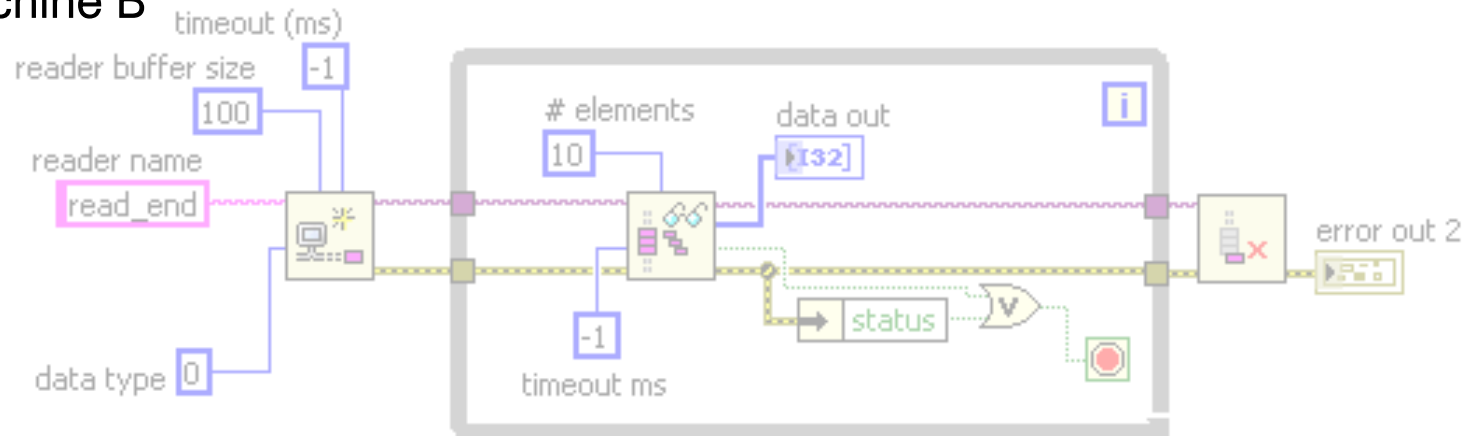 chine B
timeout (ms)
-1
reader buffer size
100
reader name
read_end
data type
0
# elements
10
data out
[I32]
i
-1
timeout ms
status
V
error out 2